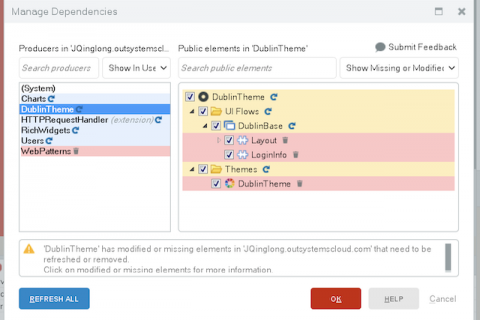 Manage Dependencies
Producers in 'JQinglong.outsystemscl...
Public elements in 'DublinTheme'
Submit Feedback
Search producers
Show In Use
Search public elements
Show Missing or Modified
(System)
Charts
DublinTheme
HTTPRequestHandler (extension)
RichWidgets
Users
WebPatterns
DublinTheme
UI Flows
DublinBase
Layout
LoginInfo
Themes
DublinTheme
'DublinTheme' has modified or missing elements in 'JQinglong.outsystemscloud.com' that need to be
refreshed or removed.
Click on modified or missing elements for more information.
REFRESH ALL
OK
HELP
Cancel